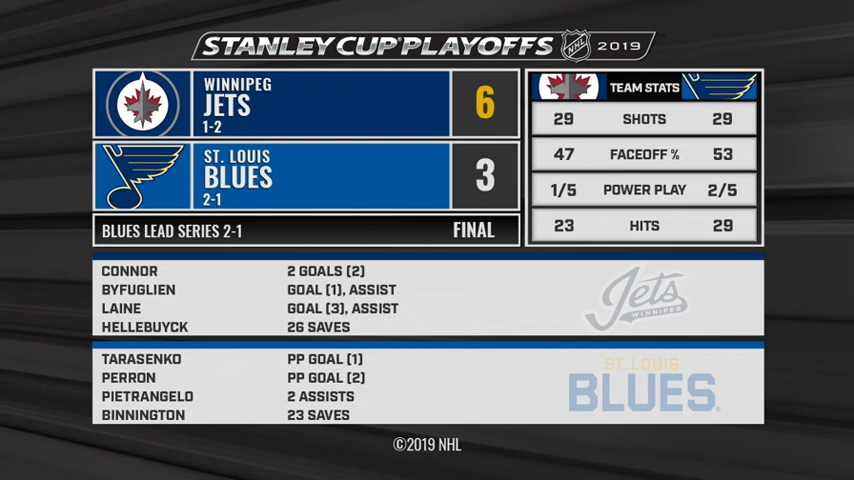 STANLEY CUP PLAYOFFS NHL 2019
WINNIPEG
JETS
1-2
6
ST. LOUIS
BLUES
2-1
3
BLUES LEAD SERIES 2-1 FINAL
TEAM STATS
29 SHOTS 29
47 FACEOFF % 53
1/5 POWER PLAY 2/5
23 HITS 29
CONNOR 2 GOALS (2)
BYFUGLIEN GOAL (1), ASSIST
LAINE GOAL (3), ASSIST
HELLEBUYCK 26 SAVES
Jets
WINNIPEG
TARASENKO PP GOAL (1)
PERRON PP GOAL (2)
PIETRANGELO 2 ASSISTS
BINNINGTON 23 SAVES
ST. LOUIS
BLUES
©2019 NHL